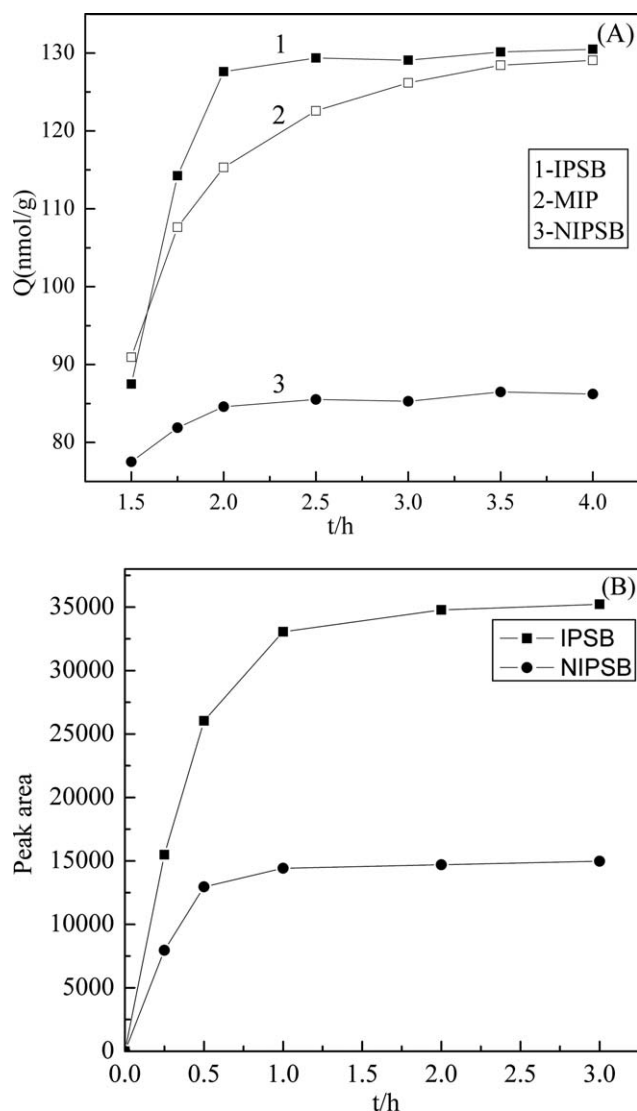 (A)
130
120
110
100
90
80
Q(nmol/g)
1
2
3
1-IPSB
2-MIP
3-NIPSB
1.5 2.0 2.5 3.0 3.5 4.0
t/h
(B)
35000
30000
25000
20000
15000
10000
5000
0
Peak area
IPSB
NIPSB
0.0 0.5 1.0 1.5 2.0 2.5 3.0
t/h